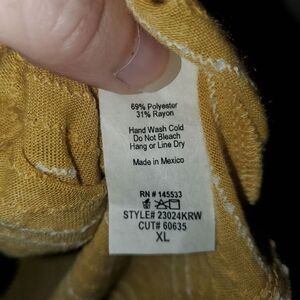 69% Polyester
31% Rayon
Hand Wash Cold
Do Not Bleach
Hang or Line Dry
Made in Mexico
RN # 145533
STYLE# 23024KRW
CUT# 60635
XL